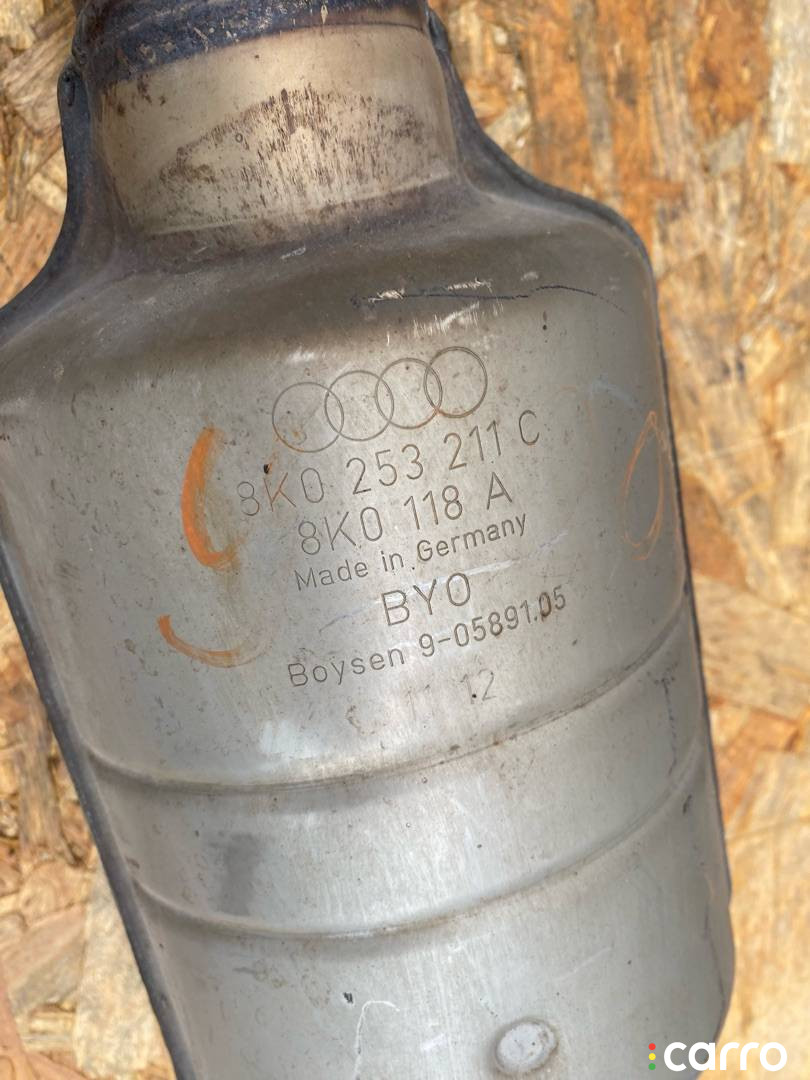 8K0 253 211 C
8K0 118 A
Made in Germany
BYO
Boysen 9-05891.05
11 12
carro